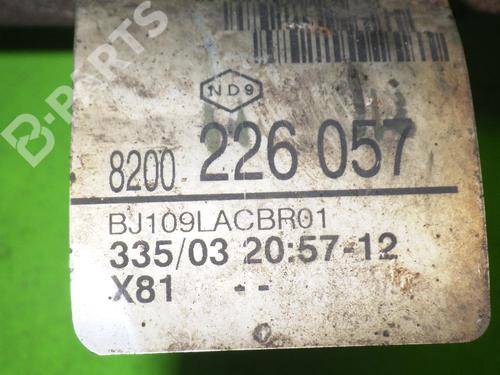 B-PARTS
ND9
8200 226 057
BJ109LACBR01
335/03 20:57-12
X81 - -